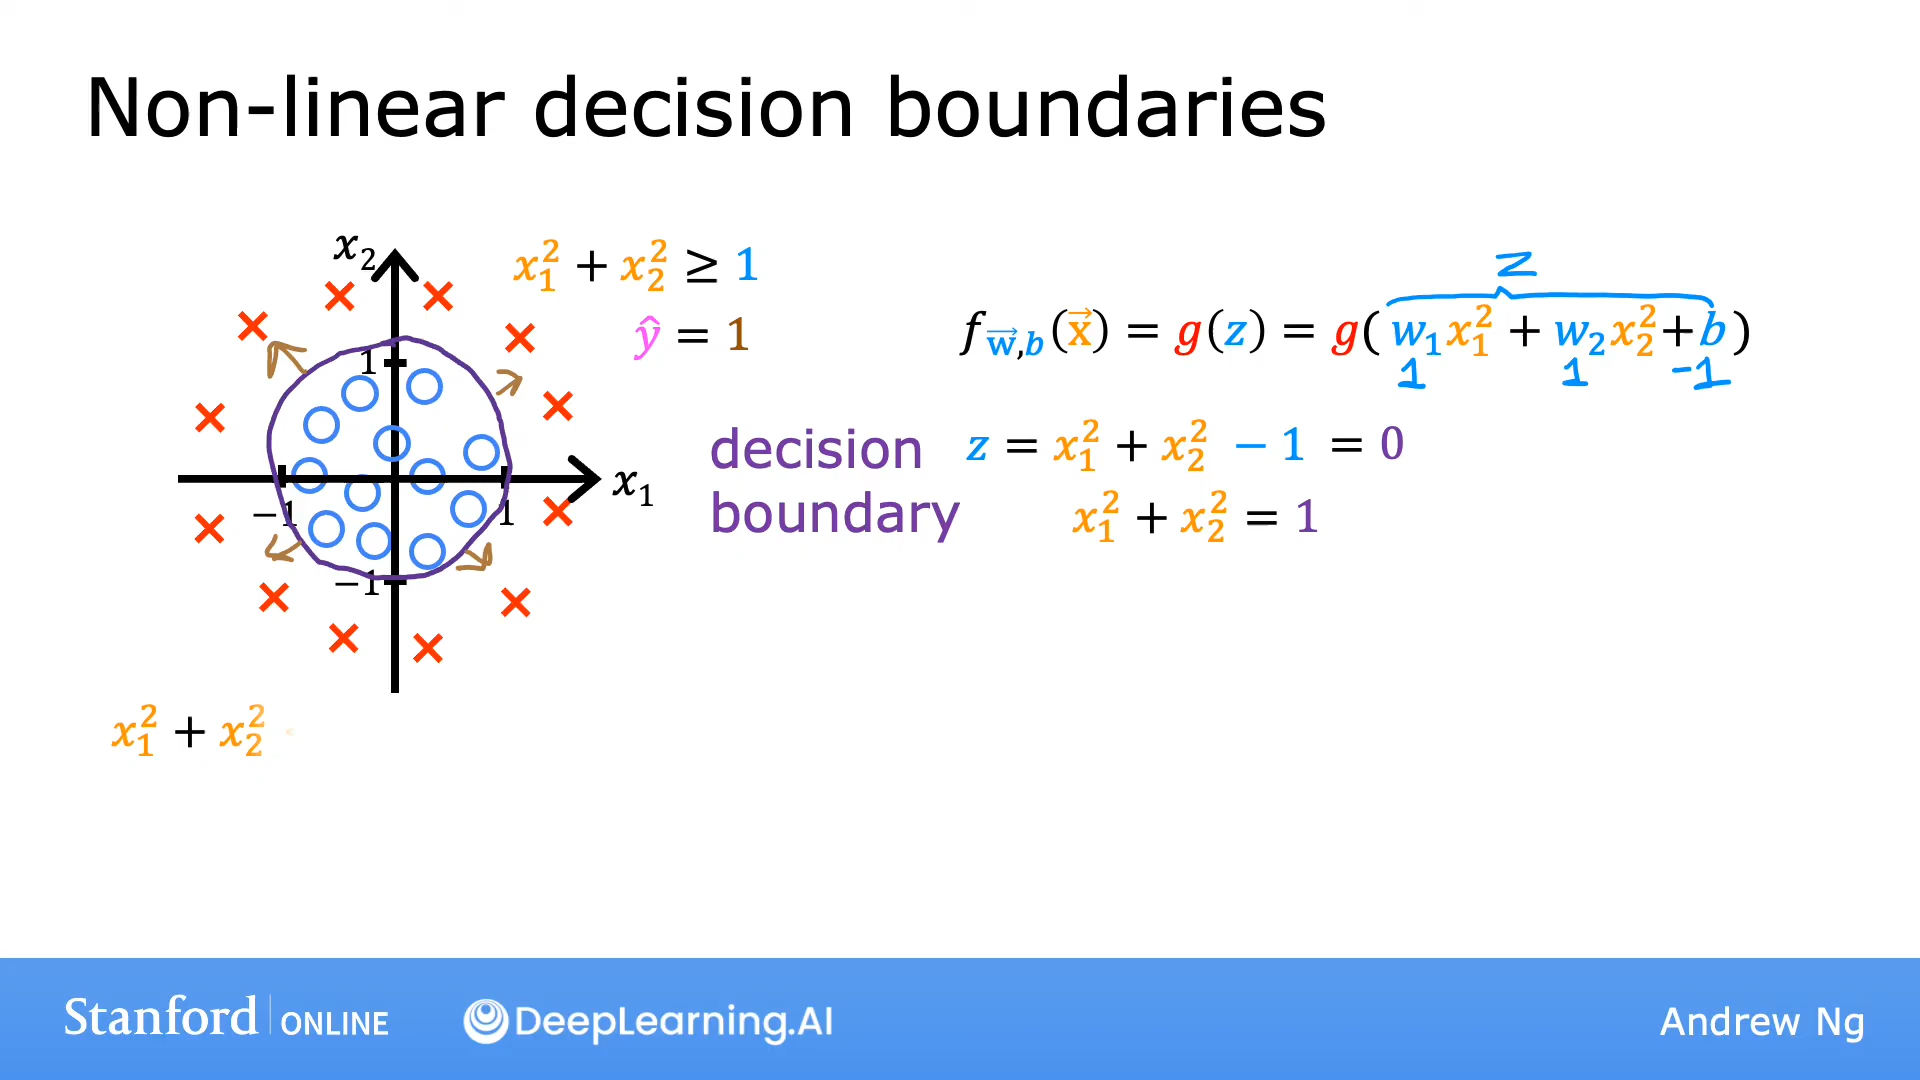 Non-linear decision boundaries
x₂
x₁² + x₂² ≥ 1
ŷ = 1
z
f_w⃗,b(x⃗) = g(z) = g(w₁x₁² + w₂x₂² + b)
1 1 -1
1
decision boundary
z = x₁² + x₂² − 1 = 0
x₁² + x₂² = 1
x₁
−1
1
−1
x₁² + x₂²
Stanford ONLINE
DeepLearning.AI
Andrew Ng